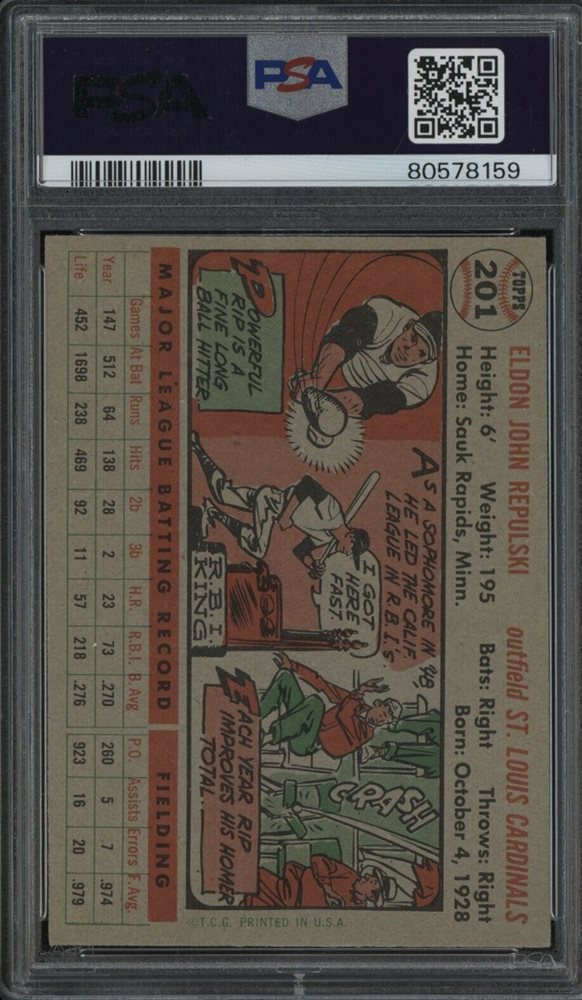 PSA
PSA
80578159
TOPPS
201
ELDON JOHN REPULSKI outfield ST. LOUIS CARDINALS
Height: 6' Weight: 195 Bats: Right Throws: Right
Home: Sauk Rapids, Minn. Born: October 4, 1928
POWERFUL
RIP IS A
FINE LONG
BALL HITTER.
AS A SOPHOMORE IN '48
HE LED THE CALIF.
LEAGUE IN R.B.I.'s
I GOT
HERE
FAST.
R.B.I
KING
CRASH
EACH YEAR RIP
IMPROVES HIS HOMER
TOTAL.
©T.C.G. PRINTED IN U.S.A.
MAJOR LEAGUE BATTING RECORD FIELDING
Games At Bat Runs Hits 2b 3b H.R. R.B.I. B. Avg P.O. Assists Errors F. Avg.
Year 147 512 64 138 28 2 23 73 .270 260 5 7 .974
Life 452 1698 238 469 92 11 57 218 .276 923 16 20 .979
PSA